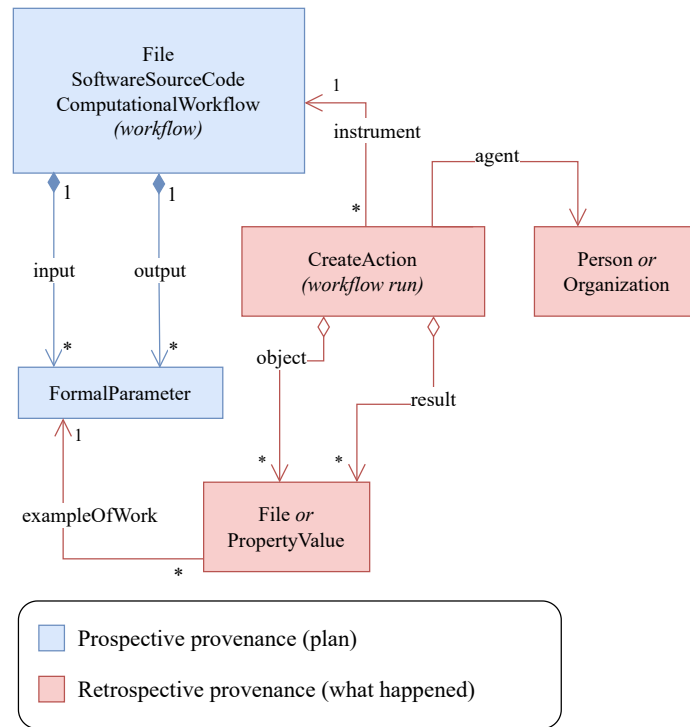 File
SoftwareSourceCode
ComputationalWorkflow
(workflow)
1
instrument
agent
1
1
*
input
output
CreateAction
(workflow run)
Person or
Organization
*
*
object
FormalParameter
result
1
*
*
File or
PropertyValue
exampleOfWork
*
Prospective provenance (plan)
Retrospective provenance (what happened)